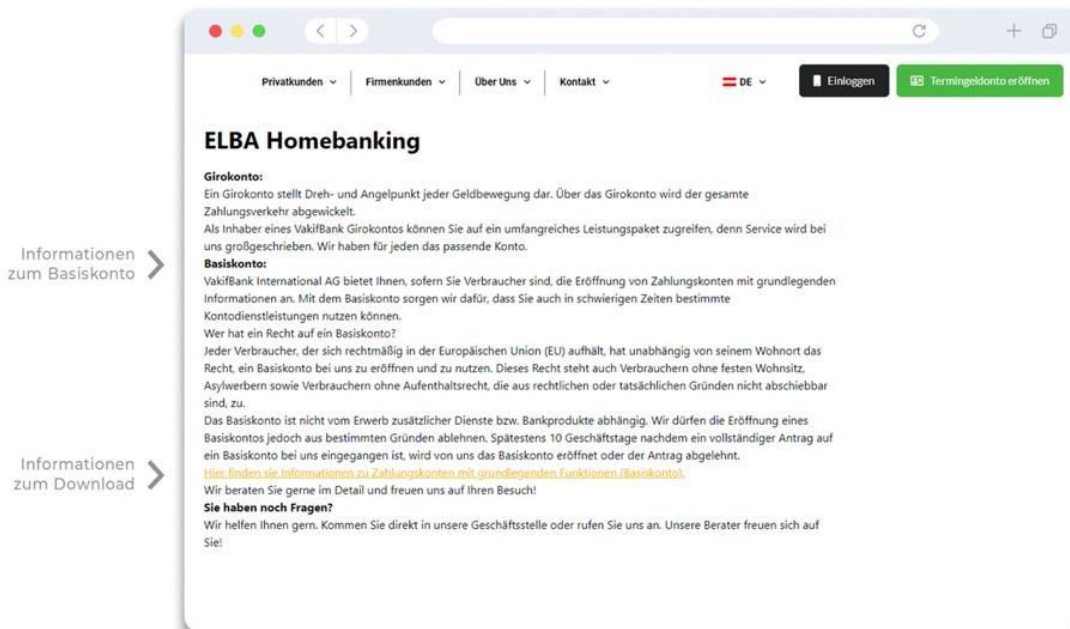 Privatkunden
Firmenkunden
Über Uns
Kontakt
DE
Einloggen
Termingeldonto eröffnen
ELBA Homebanking
Girokonto:
Ein Girokonto stellt Dreh- und Angelpunkt jeder Geldbewegung dar. Über das Girokonto wird der gesamte
Zahlungsverkehr abgewickelt.
Als Inhaber eines VakifBank Girokontos können Sie auf ein umfangreiches Leistungspaket zugreifen, denn Service wird bei
uns großgeschrieben. Wir haben für jeden das passende Konto.
Informationen
zum Basiskonto
Basiskonto:
VakifBank International AG bietet Ihnen, sofern Sie Verbraucher sind, die Eröffnung von Zahlungskonten mit grundlegenden
Informationen an. Mit dem Basiskonto sorgen wir dafür, dass Sie auch in schwierigen Zeiten bestimmte
Kontodienstleistungen nutzen können.
Wer hat ein Recht auf ein Basiskonto?
Jeder Verbraucher, der sich rechtmäßig in der Europäischen Union (EU) aufhält, hat unabhängig von seinem Wohnort das
Recht, ein Basiskonto bei uns zu eröffnen und zu nutzen. Dieses Recht steht auch Verbrauchern ohne festen Wohnsitz,
Asylwerbern sowie Verbrauchern ohne Aufenthaltsrecht, die aus rechtlichen oder tatsächlichen Gründen nicht abschiebbar
sind, zu.
Das Basiskonto ist nicht vom Erwerb zusätzlicher Dienste bzw. Bankprodukte abhängig. Wir dürfen die Eröffnung eines
Basiskontos jedoch aus bestimmten Gründen ablehnen. Spätestens 10 Geschäftstage nachdem ein vollständiger Antrag auf
ein Basiskonto bei uns eingegangen ist, wird von uns das Basiskonto eröffnet oder der Antrag abgelehnt.
Informationen
zum Download
Hier finden sie Informationen zu Zahlungskonten mit grundlegenden Funktionen (Basiskonto).
Wir beraten Sie gerne im Detail und freuen uns auf Ihren Besuch!
Sie haben noch Fragen?
Wir helfen Ihnen gern. Kommen Sie direkt in unsere Geschäftsstelle oder rufen Sie uns an. Unsere Berater freuen sich auf
Sie!